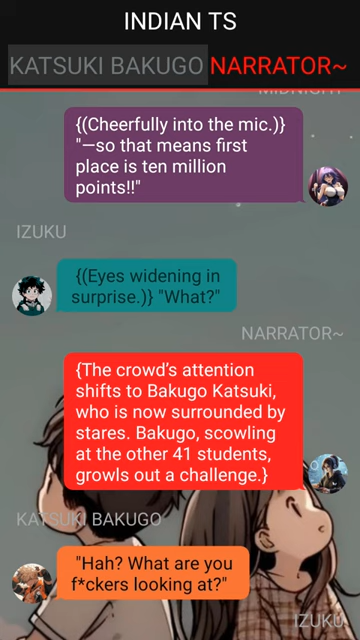 INDIAN TS
KATSUKI BAKUGO NARRATOR~
MIDNIGHT
{(Cheerfully into the mic.)}
"—so that means first
place is ten million
points!!"
IZUKU
{(Eyes widening in
surprise.)} "What?"
NARRATOR~
{The crowd's attention
shifts to Bakugo Katsuki,
who is now surrounded by
stares. Bakugo, scowling
at the other 41 students,
growls out a challenge.}
KATSUKI BAKUGO
"Hah? What are you
f*ckers looking at?"
IZUKU